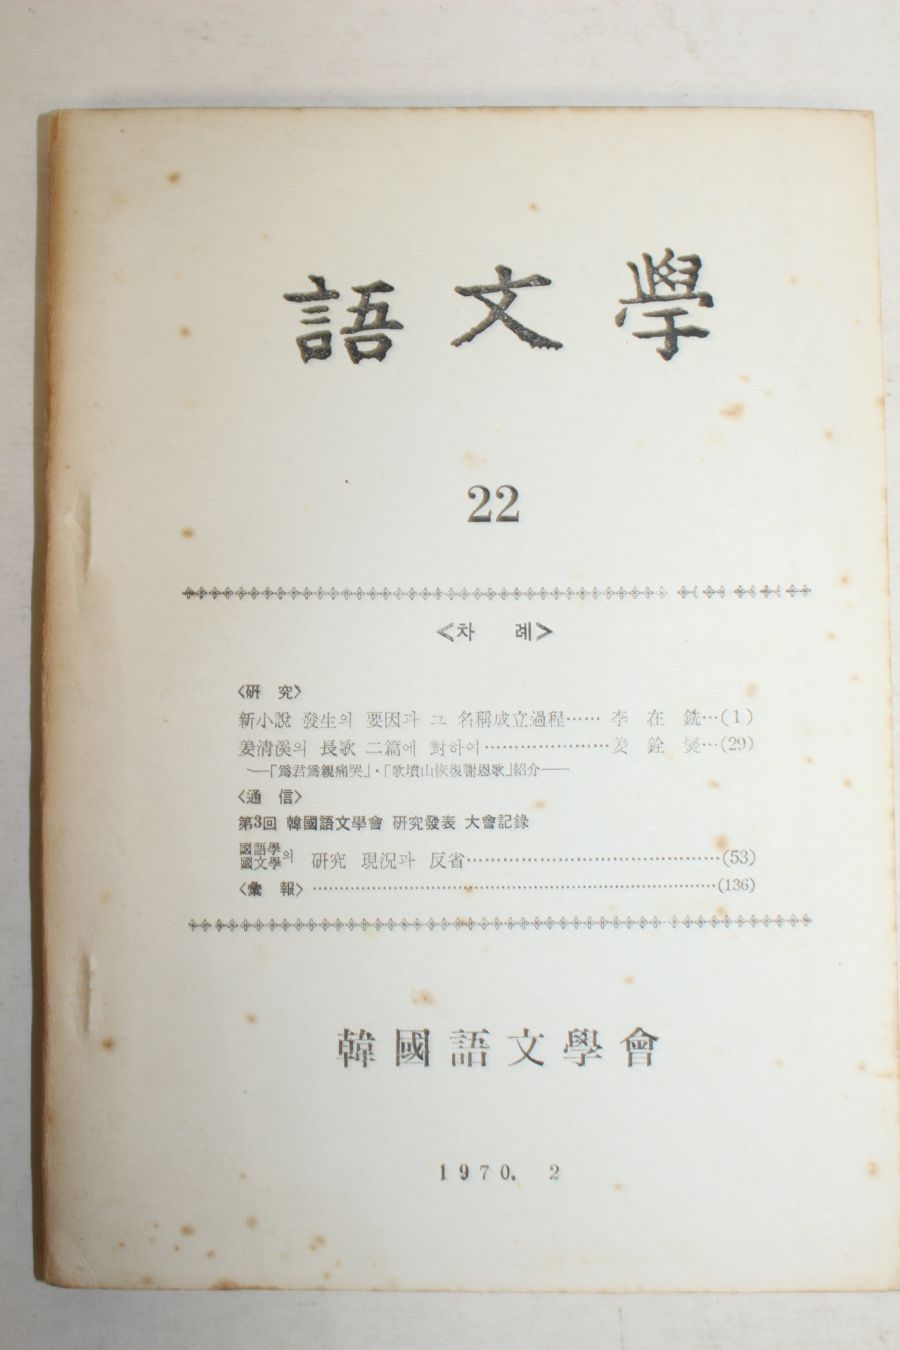 語文學
22
≪차 례≫
〈研 究〉
新小說 發生의 要因과 그 名稱成立過程…… 李 在 銑…(1)
姜清溪의 長歌 二篇에 對하여…………………姜 銓 燮…(29)
──「爲君爲親痛哭」·「歌墳山恢復謝恩歌」紹介──
〈通 信〉
第3回 韓國語文學會 硏究發表 大會記錄
國語學
國文學의 硏究 現況과 反省……………………………………(53)
〈彙 報〉……………………………………………………………(136)
韓國語文學會
1970. 2